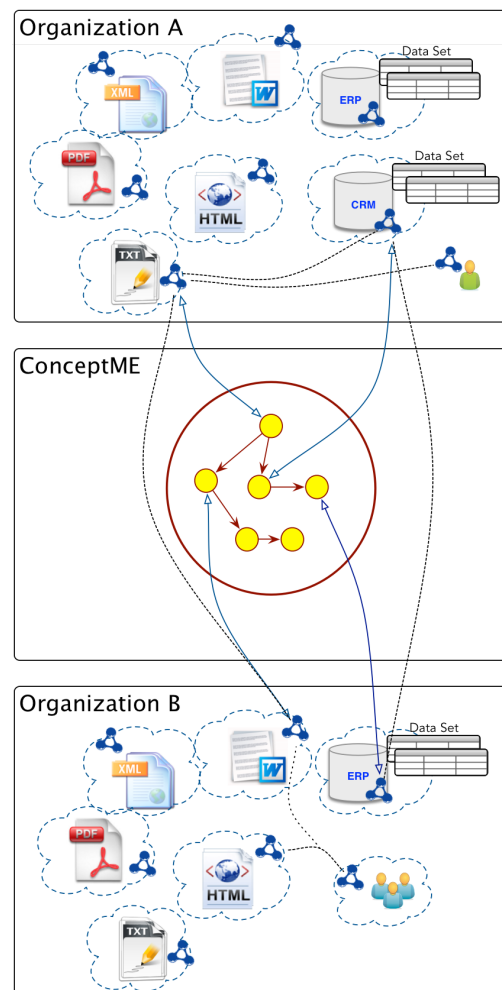 Organization A
Data Set
XML
W
ERP
PDF
HTML
Data Set
CRM
TXT
ConceptME
Organization B
Data Set
XML
W
ERP
PDF
HTML
TXT